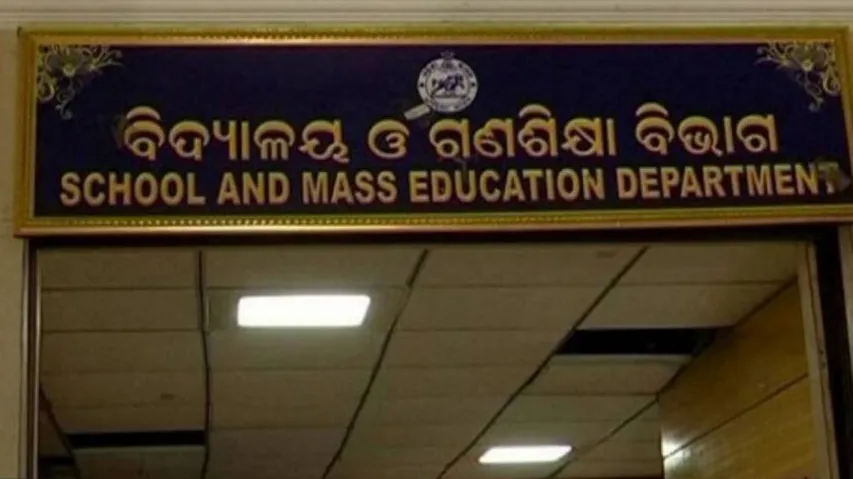 ବିଦ୍ୟାଳୟ ଓ ଗଣଶିକ୍ଷା ବିଭାଗ
SCHOOL AND MASS EDUCATION DEPARTMENT